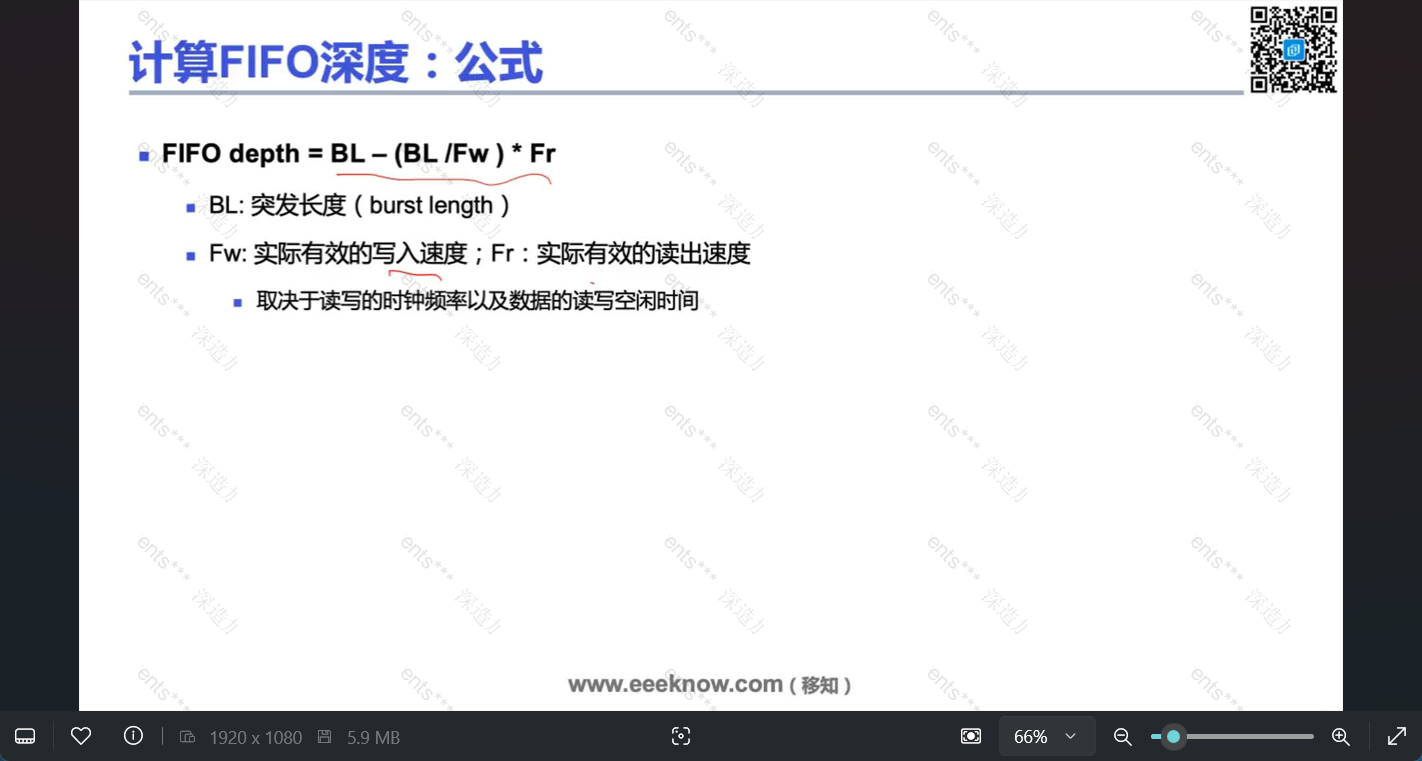 计算FIFO深度：公式
FIFO depth = BL – (BL /Fw ) * Fr
BL: 突发长度（burst length）
Fw: 实际有效的写入速度；Fr：实际有效的读出速度
取决于读写的时钟频率以及数据的读写空闲时间
www.eeeknow.com（移知）
1920 x 1080 5.9 MB 66%